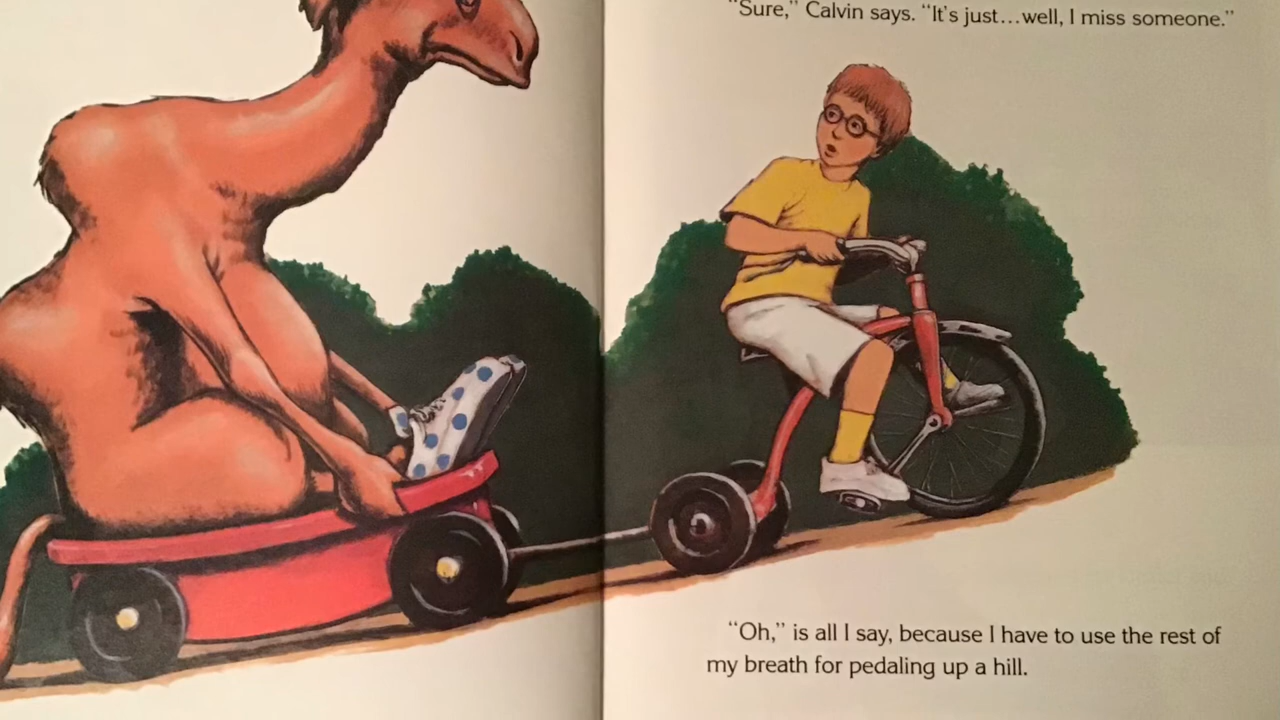 “Sure,” Calvin says. “It’s just...well, I miss someone.”
“Oh,” is all I say, because I have to use the rest of
my breath for pedaling up a hill.